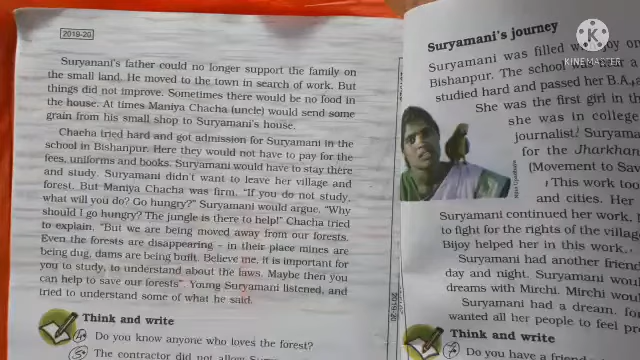 2019-20
Suryanani's father could no longer support the family on
the small land. He moved to the town in search of work. But
things did not improve. Sometimes there would be no food in
the house. At times Maniya Chacha (uncle) would send some
grain from his small shop to Suryamani's house.
Chacha tried hard and got admission for Suryamani in the
school in Bishanpur. Here they would not have to pay for the
fees, uniforms and books. Suryamani would have to stay there
and study. Suryamani didn't want to leave her village and
forest. But Maniya Chacha was firm. "If you do not study,
what will you do? Go hungry?" Suryamani would argue, "Why
should I go hungry? The jungle is there to help!" Chacha tried
to explain, "But we are being moved away from our forests.
Even the forests are disappearing – in their place mines are
being dug, dams are being built. Believe me, it is important for
you to study, to understand about the laws. Maybe then you
can help to save our forests". Young Suryamani listened, and
tried to understand some of what he said.
Think and write
Do you know anyone who loves the forest?
The contractor did not allow
Suryamani's journey
Suryamani was filled joy on
Bishanpur. The school was
studied hard and passed her B.A.
She was the first girl in
she was in college
journalist!
for the Jharkhan
(Movement to Sav
This work too
and cities. Her
Suryamani continued her work.
to fight for the rights of the villag
Bijoy helped her in this work.
Suryamani had another frien
day and night. Suryamani woul
dreams with Mirchi. Mirchi wou
Suryamani had a dream. for
wanted all her people to feel pr
Think and write
Do you have a friend
2019-20
KINEMASTER